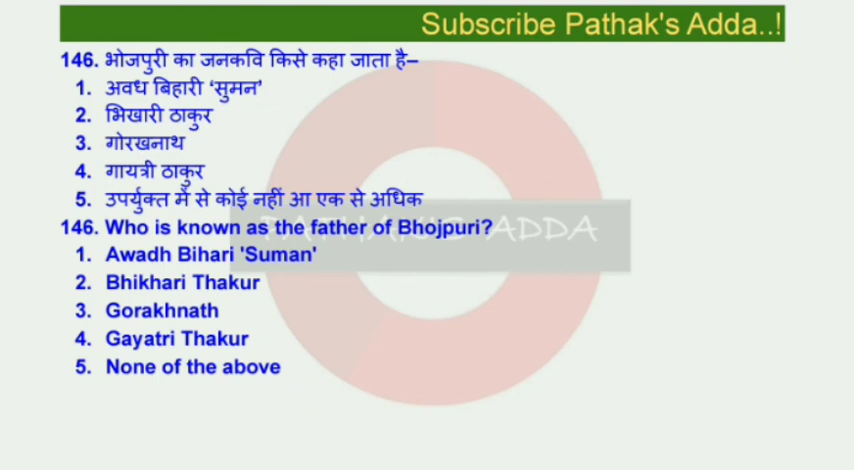 Subscribe Pathak's Adda..!
146. भोजपुरी का जनकवि किसे कहा जाता है–
1. अवध बिहारी ‘सुमन’
2. भिखारी ठाकुर
3. गोरखनाथ
4. गायत्री ठाकुर
5. उपर्युक्त में से कोई नहीं आ एक से अधिक
146. Who is known as the father of Bhojpuri?
PATHAK'S ADDA
1. Awadh Bihari 'Suman'
2. Bhikhari Thakur
3. Gorakhnath
4. Gayatri Thakur
5. None of the above